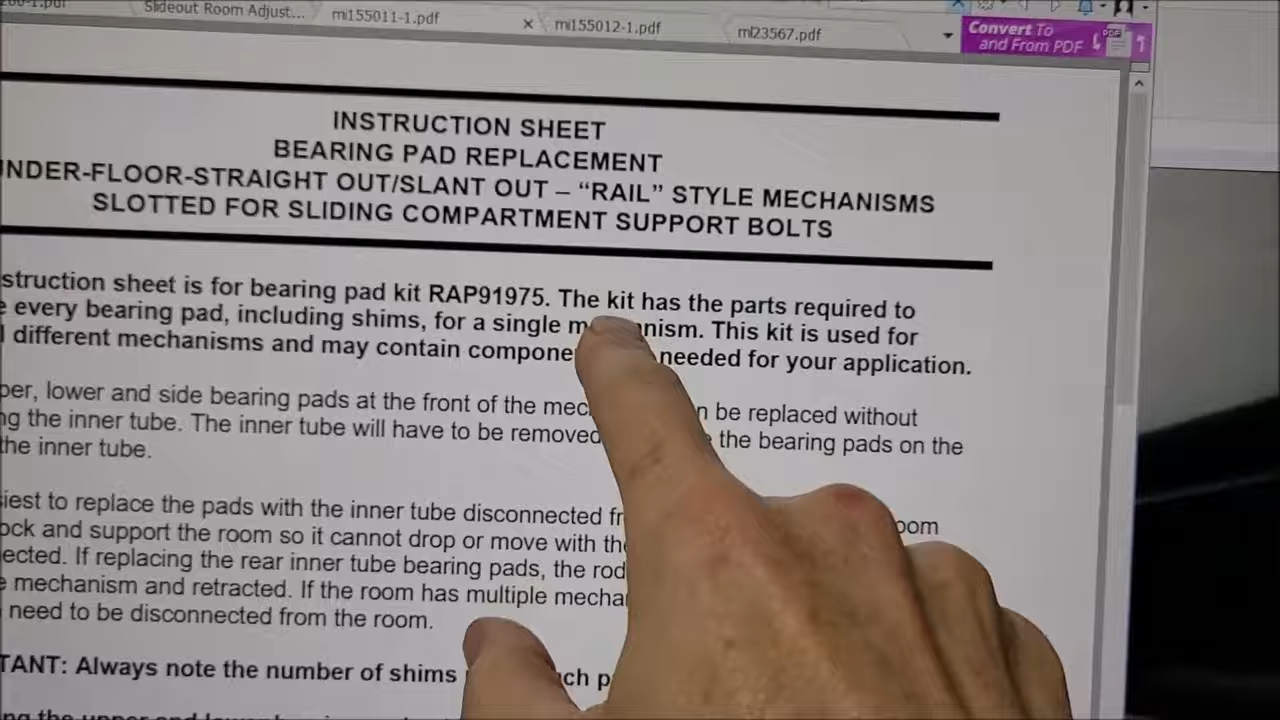 Slideout Room Adjust...
mi155011-1.pdf
mi155012-1.pdf
ml23567.pdf
Convert To
and From PDF
PDF
INSTRUCTION SHEET
BEARING PAD REPLACEMENT
NDER-FLOOR-STRAIGHT OUT/SLANT OUT – “RAIL” STYLE MECHANISMS
SLOTTED FOR SLIDING COMPARTMENT SUPPORT BOLTS
struction sheet is for bearing pad kit RAP91975. The kit has the parts required to
every bearing pad, including shims, for a single m nism. This kit is used for
different mechanisms and may contain compone needed for your application.
per, lower and side bearing pads at the front of the mec n be replaced without
ng the inner tube. The inner tube will have to be removed the bearing pads on the
the inner tube.
siest to replace the pads with the inner tube disconnected fr oom
ock and support the room so it cannot drop or move with the
ected. If replacing the rear inner tube bearing pads, the rod
e mechanism and retracted. If the room has multiple mecha
need to be disconnected from the room.
TANT: Always note the number of shims ch p